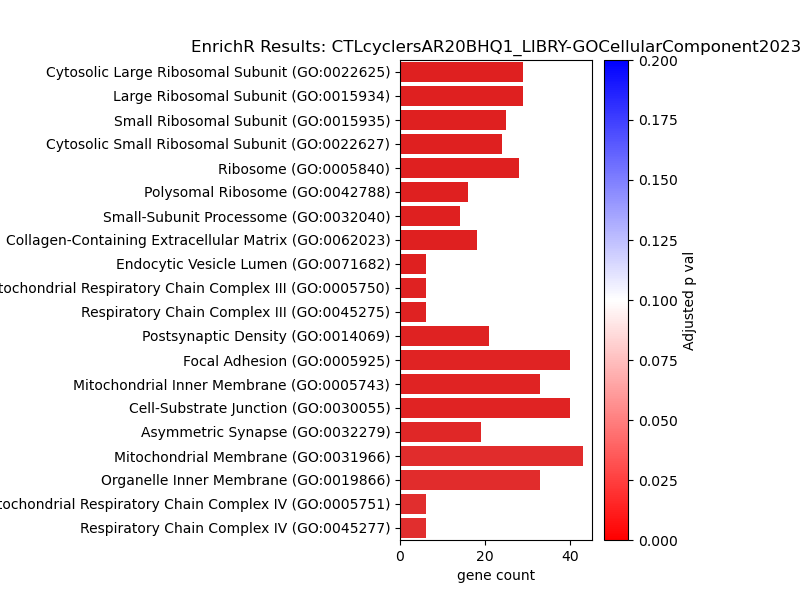 EnrichR Results: CTLcyclersAR20BHQ1_LIBRY-GOCellularComponent2023
Cytosolic Large Ribosomal Subunit (GO:0022625)
Large Ribosomal Subunit (GO:0015934)
Small Ribosomal Subunit (GO:0015935)
Cytosolic Small Ribosomal Subunit (GO:0022627)
Ribosome (GO:0005840)
Polysomal Ribosome (GO:0042788)
Small-Subunit Processome (GO:0032040)
Collagen-Containing Extracellular Matrix (GO:0062023)
Endocytic Vesicle Lumen (GO:0071682)
tochondrial Respiratory Chain Complex III (GO:0005750)
Respiratory Chain Complex III (GO:0045275)
Postsynaptic Density (GO:0014069)
Focal Adhesion (GO:0005925)
Mitochondrial Inner Membrane (GO:0005743)
Cell-Substrate Junction (GO:0030055)
Asymmetric Synapse (GO:0032279)
Mitochondrial Membrane (GO:0031966)
Organelle Inner Membrane (GO:0019866)
tochondrial Respiratory Chain Complex IV (GO:0005751)
Respiratory Chain Complex IV (GO:0045277)
0 20 40
gene count
0.200
0.175
0.150
0.125
0.100
0.075
0.050
0.025
0.000
Adjusted p val